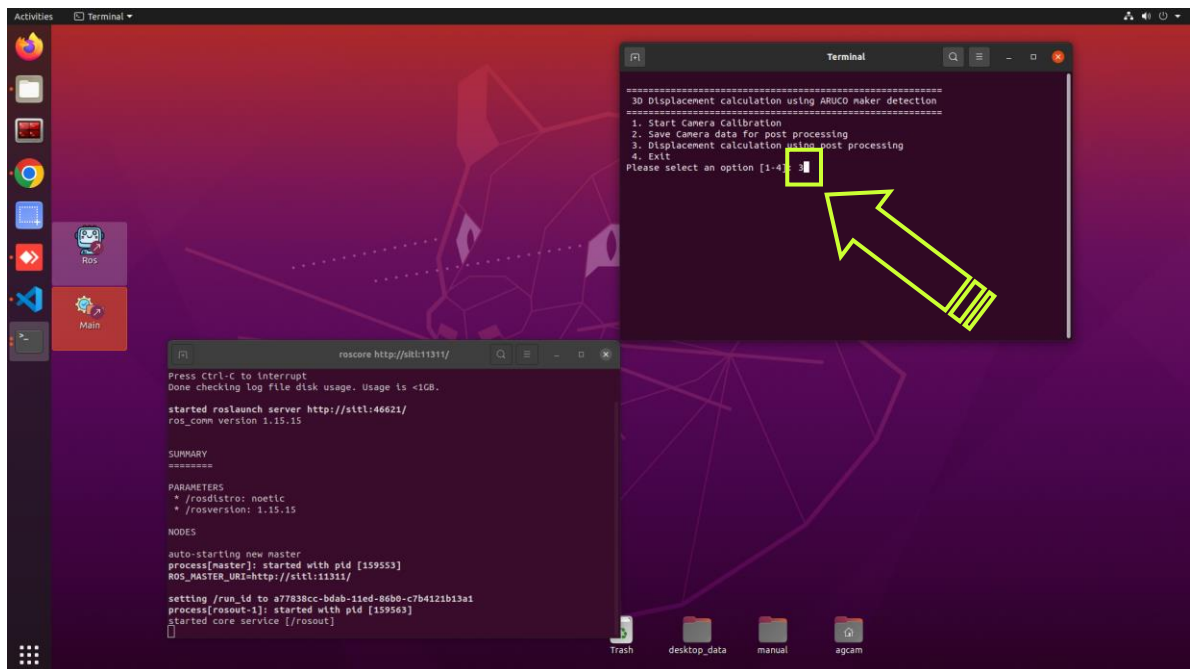 Activities Terminal
Terminal
=========================================================
3D Displacement calculation using ARUCO maker detection
=========================================================
1. Start Camera Calibration
2. Save Camera data for post processing
3. Displacement calculation using post processing
4. Exit
Please select an option [1-4]: 3
Ros
Main
roscore http://sitl:11311/
Press Ctrl-C to interrupt
Done checking log file disk usage. Usage is <1GB.
started roslaunch server http://sitl:46621/
ros_comm version 1.15.15
SUMMARY
========
PARAMETERS
* /rosdistro: noetic
* /rosversion: 1.15.15
NODES
auto-starting new master
process[master]: started with pid [159553]
ROS_MASTER_URI=http://sitl:11311/
setting /run_id to a77838cc-bdab-11ed-86b0-c7b4121b13a1
process[rosout-1]: started with pid [159563]
started core service [/rosout]
Trash desktop_data manual agcam